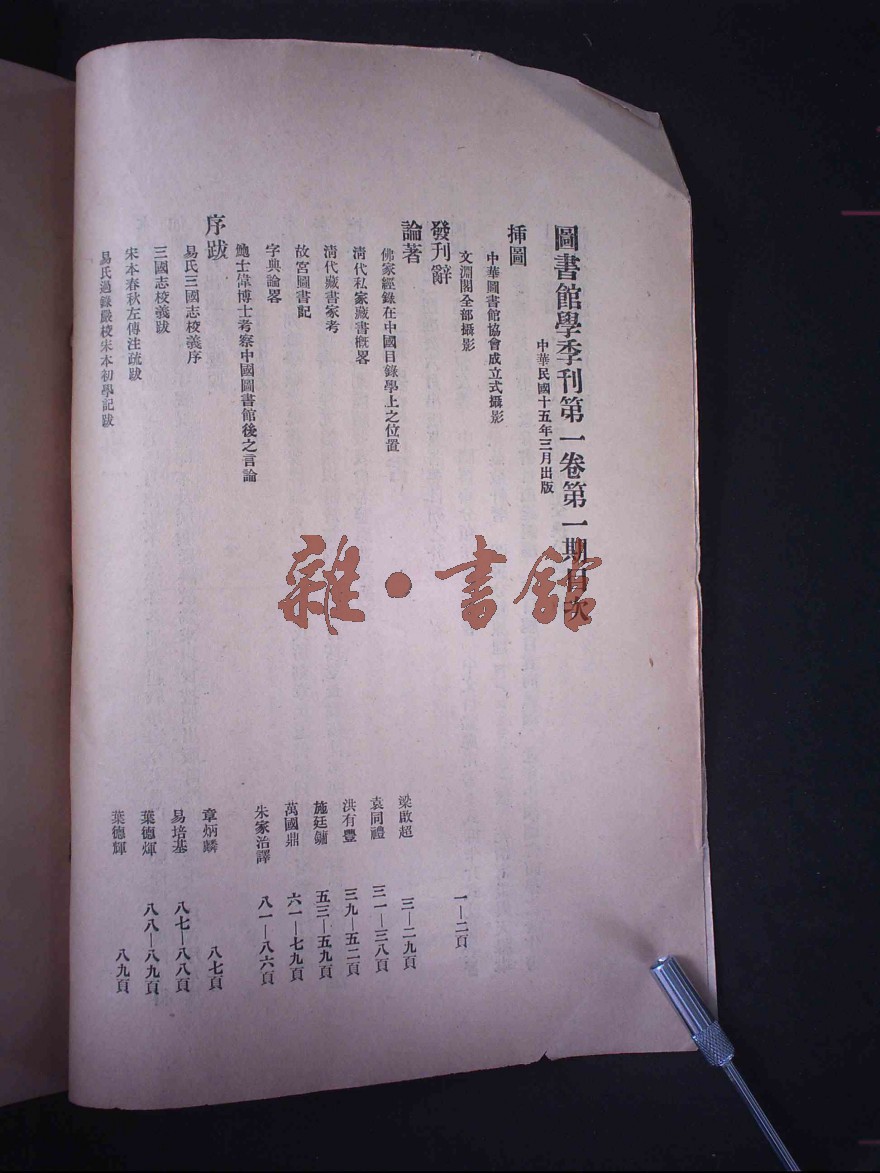 圖書館學季刊第一卷第一期目次
中華民國十五年三月出版
插圖
中華圖書館協會成立式攝影
文淵閣全部攝影
發刊辭 一—二頁
論著
佛家經錄在中國目錄學上之位置 梁啟超 三—二九頁
清代私家藏書概畧 袁同禮 三一—三八頁
清代藏書家考 洪有豐 三九—五二頁
故宮圖書記 施廷鏞 五三—五九頁
字典論畧 萬國鼎 六一—七九頁
鮑士偉博士考察中國圖書館後之言論 朱家治譯 八一—八六頁
序跋
易氏三國志校義序 章炳麟 八七頁
三國志校義跋 易培基 八七—八八頁
宋本春秋左傳注疏跋 葉德輝 八八—八九頁
易氏過錄嚴校宋本初學記跋 葉德輝 八九頁
雜·書館